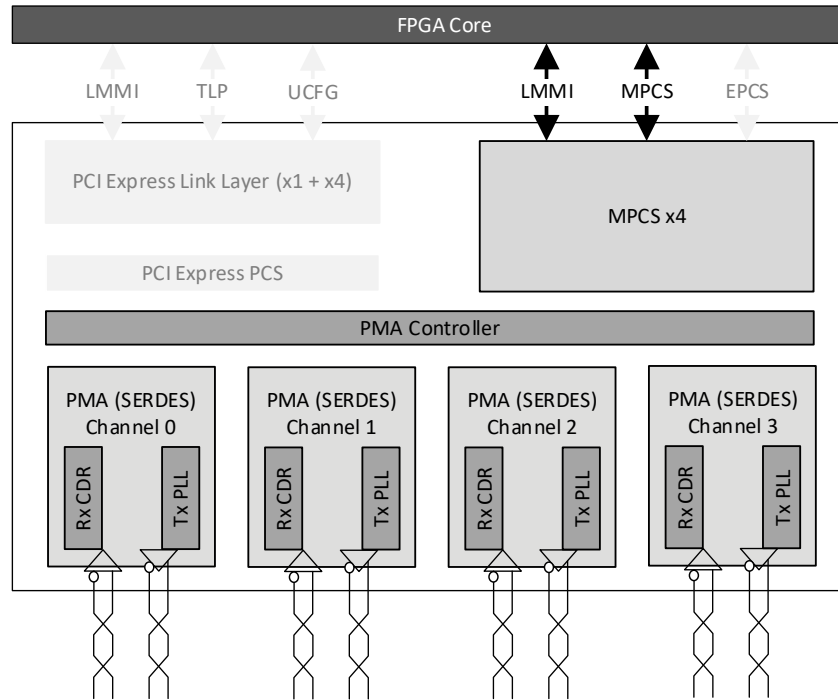 FPGA Core
LMMI TLP UCFG LMMI MPCS EPCS
PCI Express Link Layer (x1 + x4)
MPCS x4
PCI Express PCS
PMA Controller
PMA (SERDES)
Channel 0
Rx CDR
Tx PLL
PMA (SERDES)
Channel 1
Rx CDR
Tx PLL
PMA (SERDES)
Channel 2
Rx CDR
Tx PLL
PMA (SERDES)
Channel 3
Rx CDR
Tx PLL